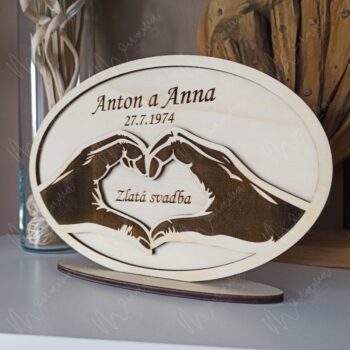 Anton a Anna
27.7.1974
Zlatá svadba